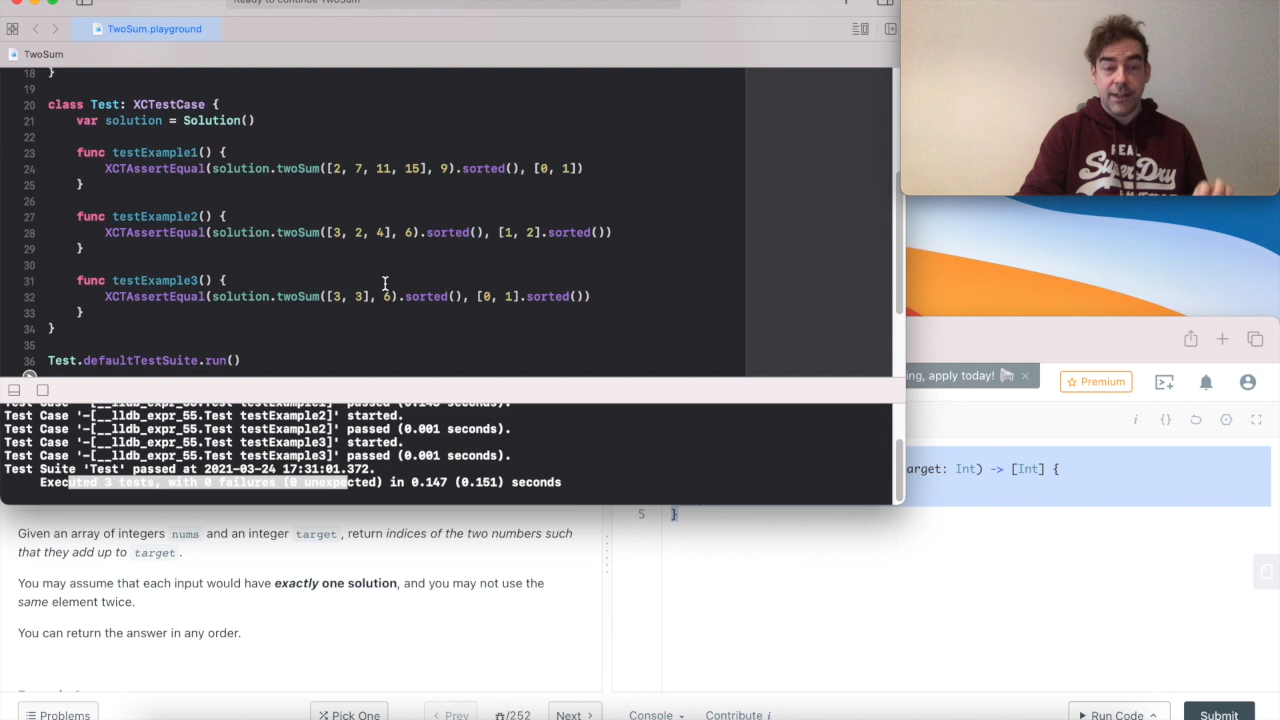 TwoSum.playground
TwoSum
18 }
19
20 class Test: XCTestCase {
21 var solution = Solution()
22
23 func testExample1() {
24 XCTAssertEqual(solution.twoSum([2, 7, 11, 15], 9).sorted(), [0, 1])
25 }
26
27 func testExample2() {
28 XCTAssertEqual(solution.twoSum([3, 2, 4], 6).sorted(), [1, 2].sorted())
29 }
30
31 func testExample3() {
32 XCTAssertEqual(solution.twoSum([3, 3], 6).sorted(), [0, 1].sorted())
33 }
34 }
35
36 Test.defaultTestSuite.run()
Test Case '-[__lldb_expr_55.Test testExample2]' started.
Test Case '-[__lldb_expr_55.Test testExample2]' passed (0.001 seconds).
Test Case '-[__lldb_expr_55.Test testExample3]' started.
Test Case '-[__lldb_expr_55.Test testExample3]' passed (0.001 seconds).
Test Suite 'Test' passed at 2021-03-24 17:31:01.372.
Executed 3 tests, with 0 failures (0 unexpected) in 0.147 (0.151) seconds
REAL
SuperDry
ng, apply today!
Premium
arget: Int) -> [Int] {
5 }
Given an array of integers nums and an integer target, return indices of the two numbers such
that they add up to target.
You may assume that each input would have exactly one solution, and you may not use the
same element twice.
You can return the answer in any order.
Problems
Pick One
Prev
/252
Next
Console
Contribute i
Run Code
Submit